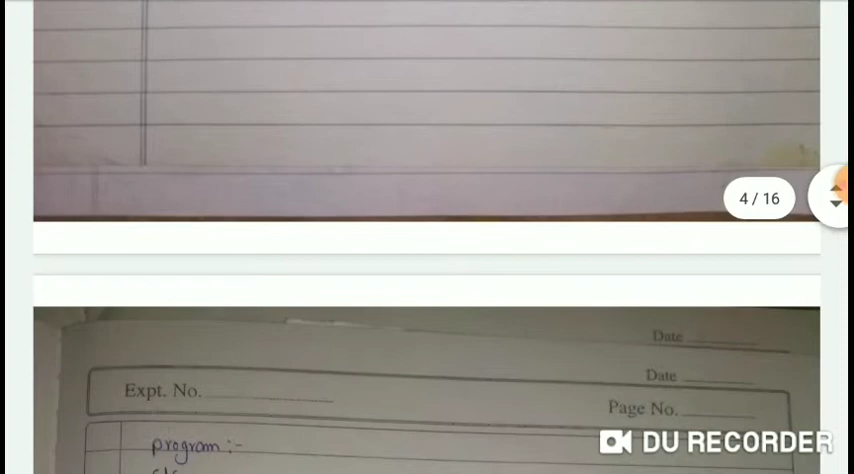 4 / 16
Date
Date
Expt. No.
Page No.
program :-
DU RECORDER